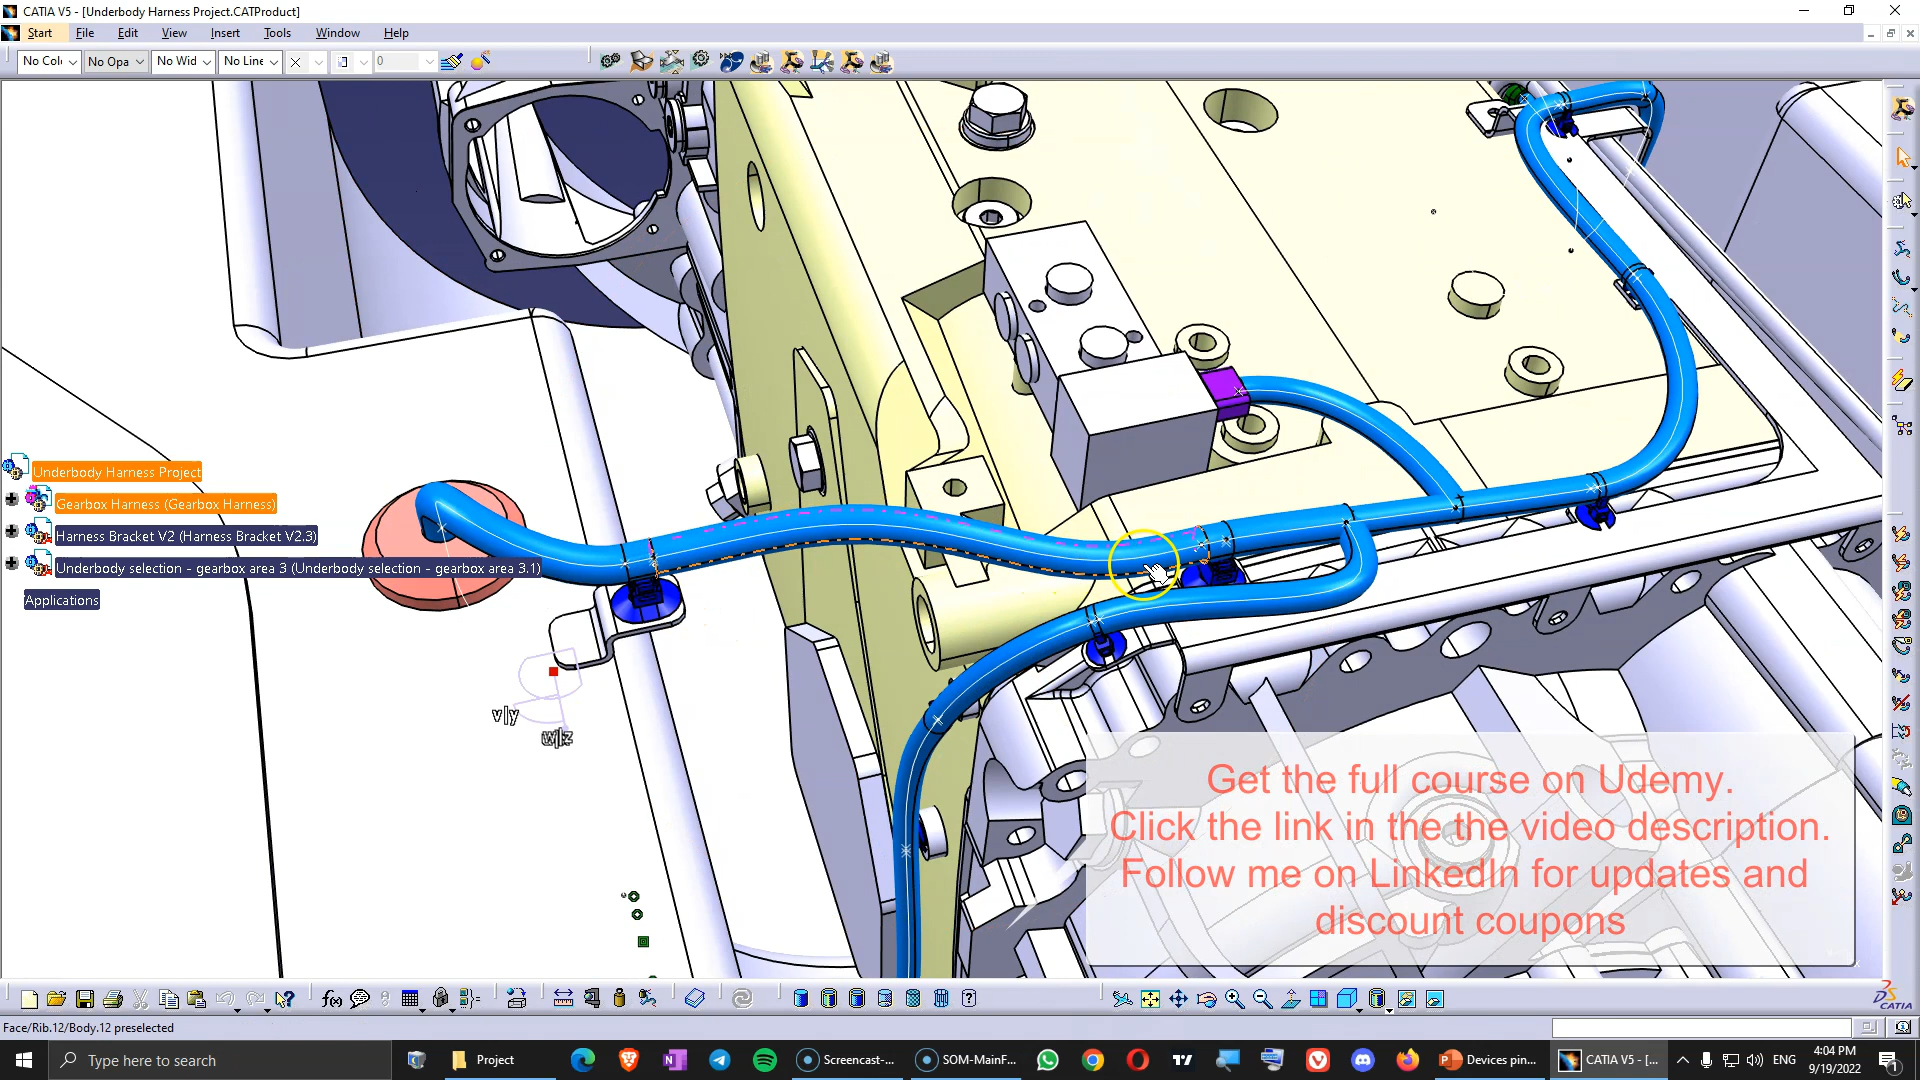 CATIA V5 - [Underbody Harness Project.CATProduct]
Start File Edit View Insert Tools Window Help
No Col No Opa No Wid No Line 0
Underbody Harness Project
Gearbox Harness (Gearbox Harness)
Harness Bracket V2 (Harness Bracket V2.3)
Underbody selection - gearbox area 3 (Underbody selection - gearbox area 3.1)
Applications
v|y
w|z
Get the full course on Udemy.
Click the link in the the video description.
Follow me on LinkedIn for updates and
discount coupons
f(x)
CATIA
Face/Rib.12/Body.12 preselected
Type here to search
Project
Screencast-...
SOM-MainF...
Devices pin...
CATIA V5 - [...
ENG
4:04 PM
9/19/2022
1